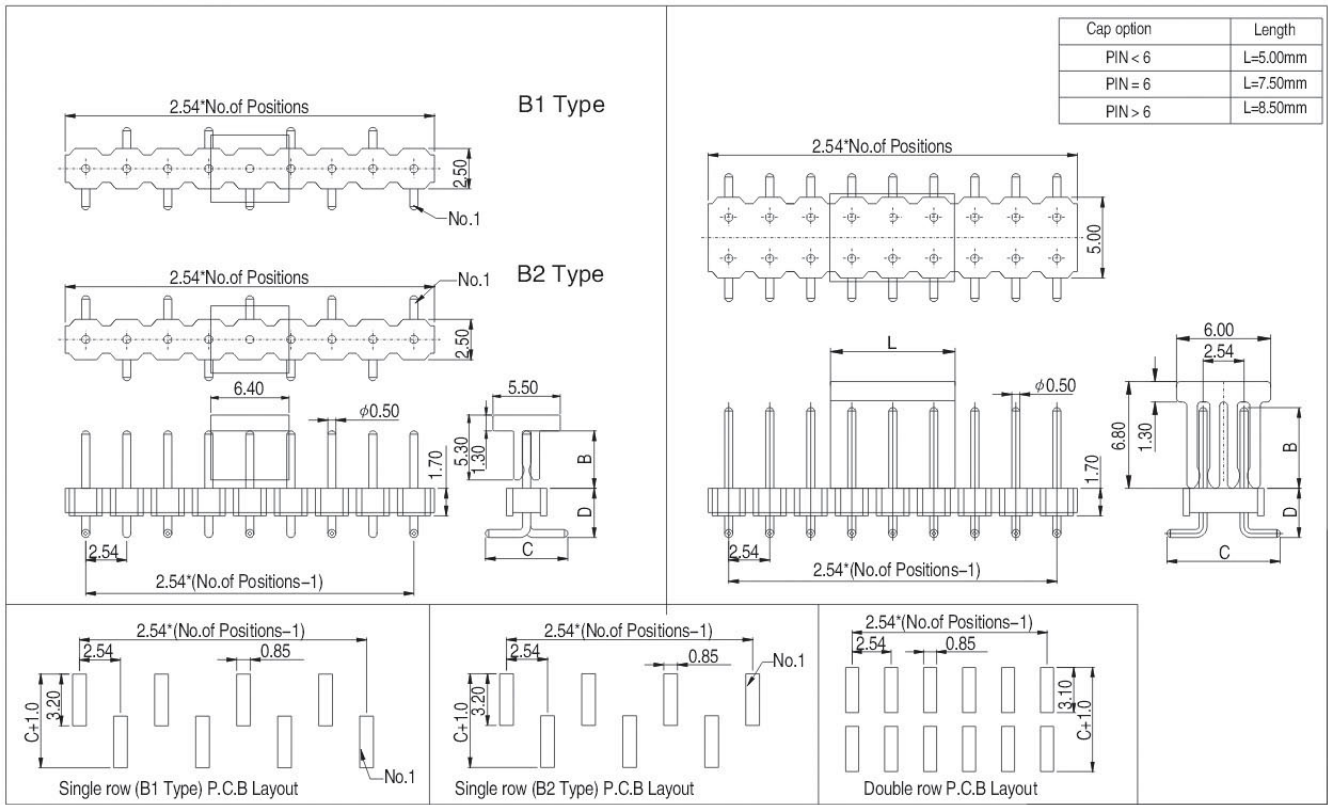 Cap option Length
PIN < 6 L=5.00mm
PIN = 6 L=7.50mm
PIN > 6 L=8.50mm
B1 Type
2.54*No.of Positions
2.50
No.1
B2 Type
2.54*No.of Positions
No.1
2.50
6.40
ϕ0.50
5.50
5.30
1.30
B
1.70
D
2.54
C
2.54*(No.of Positions–1)
2.54*No.of Positions
5.00
L
ϕ0.50
6.00
2.54
6.80
1.30
B
1.70
D
2.54
C
2.54*(No.of Positions–1)
2.54*(No.of Positions–1)
2.54
0.85
C+1.0
3.20
No.1
Single row (B1 Type) P.C.B Layout
2.54*(No.of Positions–1)
2.54
0.85
No.1
C+1.0
3.20
Single row (B2 Type) P.C.B Layout
2.54*(No.of Positions–1)
2.54
0.85
3.10
C+1.0
Double row P.C.B Layout